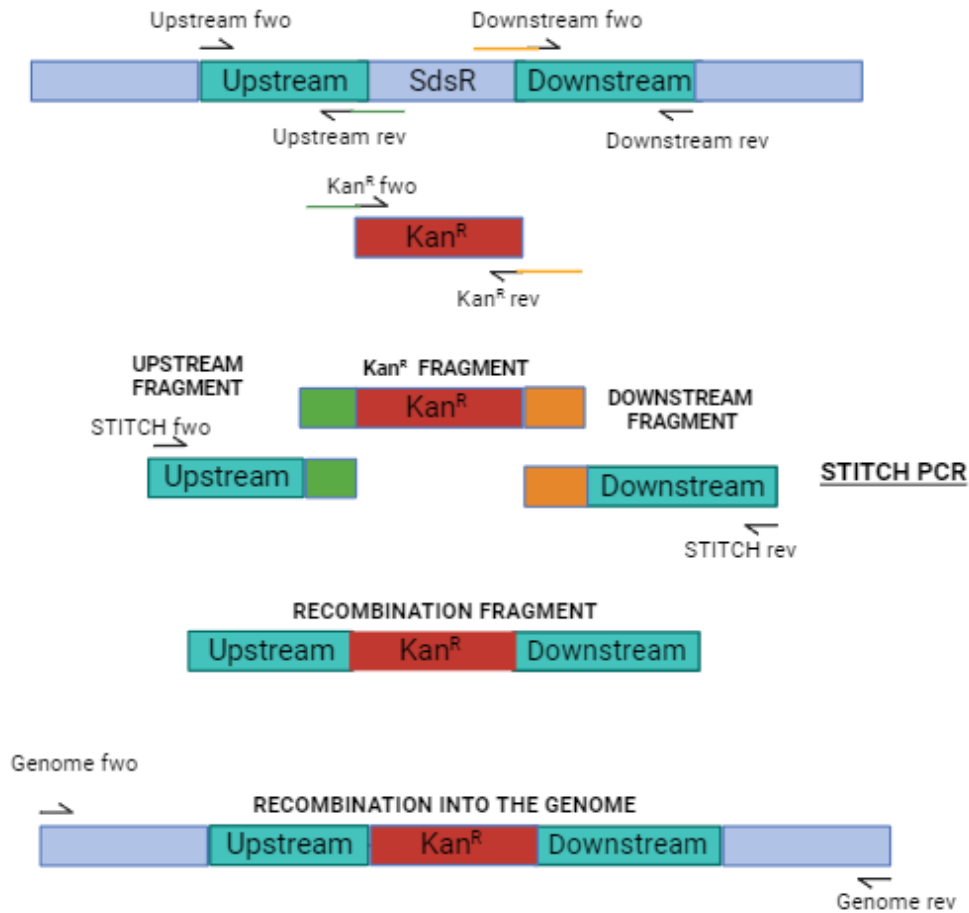 Upstream fwo
Downstream fwo
Upstream
SdsR
Downstream
Upstream rev
Downstream rev
Kanᴿ fwo
Kanᴿ
Kanᴿ rev
UPSTREAM
FRAGMENT
Kanᴿ FRAGMENT
Kanᴿ
DOWNSTREAM
FRAGMENT
STITCH fwo
Upstream
Downstream
STITCH PCR
STITCH rev
RECOMBINATION FRAGMENT
Upstream
Kanᴿ
Downstream
Genome fwo
RECOMBINATION INTO THE GENOME
Upstream
Kanᴿ
Downstream
Genome rev